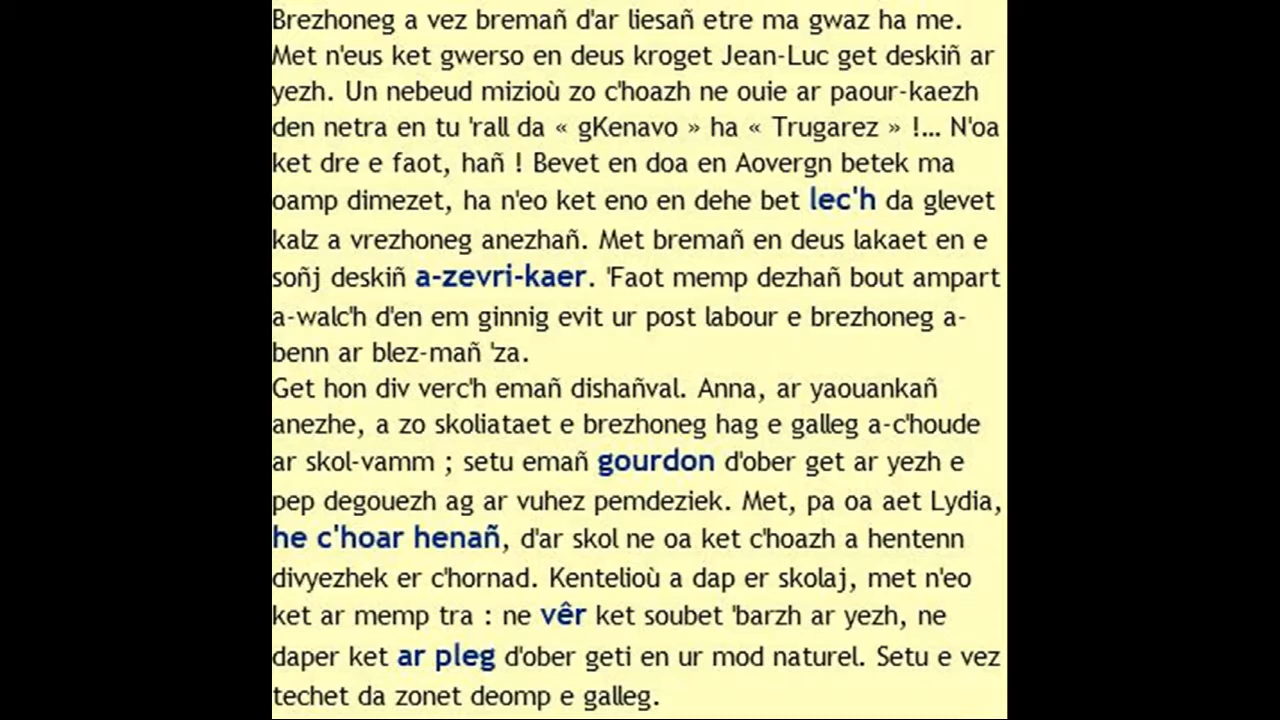 Brezhoneg a vez bremañ d'ar liesañ etre ma gwaz ha me.
Met n'eus ket gwerso en deus kroget Jean-Luc get deskiñ ar
yezh. Un nebeud mizioù zo c'hoazh ne ouie ar paour-kaezh
den netra en tu 'rall da « gKenavo » ha « Trugarez » !... N'oa
ket dre e faot, hañ ! Bevet en doa en Aovergn betek ma
oamp dimezet, ha n'eo ket eno en dehe bet lec'h da glevet
kalz a vrezhoneg anezhañ. Met bremañ en deus lakaet en e
soñj deskiñ a-zevri-kaer. 'Faot memp dezhañ bout ampart
a-walc'h d'en em ginnig evit ur post labour e brezhoneg a-
benn ar blez-mañ 'za.
Get hon div verc'h emañ dishañval. Anna, ar yaouankañ
anezhe, a zo skoliataet e brezhoneg hag e galleg a-c'houde
ar skol-vamm ; setu emañ gourdon d'ober get ar yezh e
pep degouezh ag ar vuhez pemdeziek. Met, pa oa aet Lydia,
he c'hoar henañ, d'ar skol ne oa ket c'hoazh a hentenn
divyezhek er c'hornad. Kentelioù a dap er skolaj, met n'eo
ket ar memp tra : ne vêr ket soubet 'barzh ar yezh, ne
daper ket ar pleg d'ober geti en ur mod naturel. Setu e vez
techet da zonet deomp e galleg.